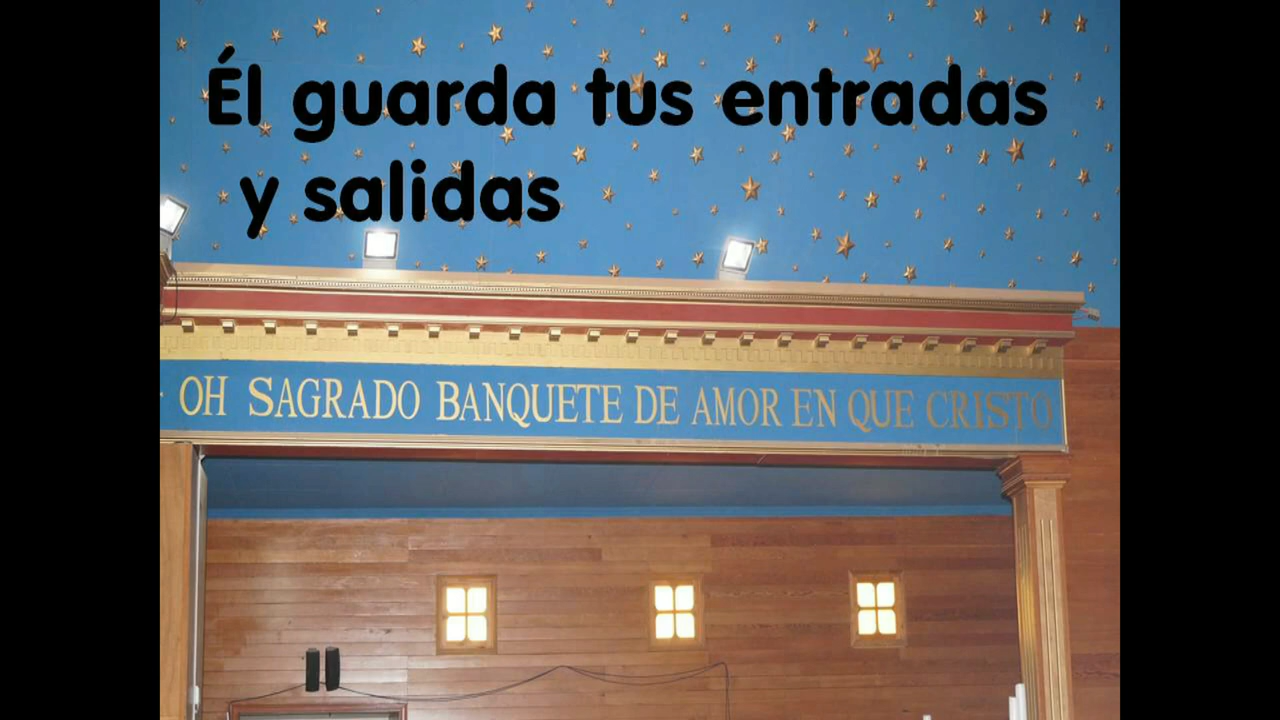 Él guarda tus entradas
y salidas
OH SAGRADO BANQUETE DE AMOR EN QUE CRISTO